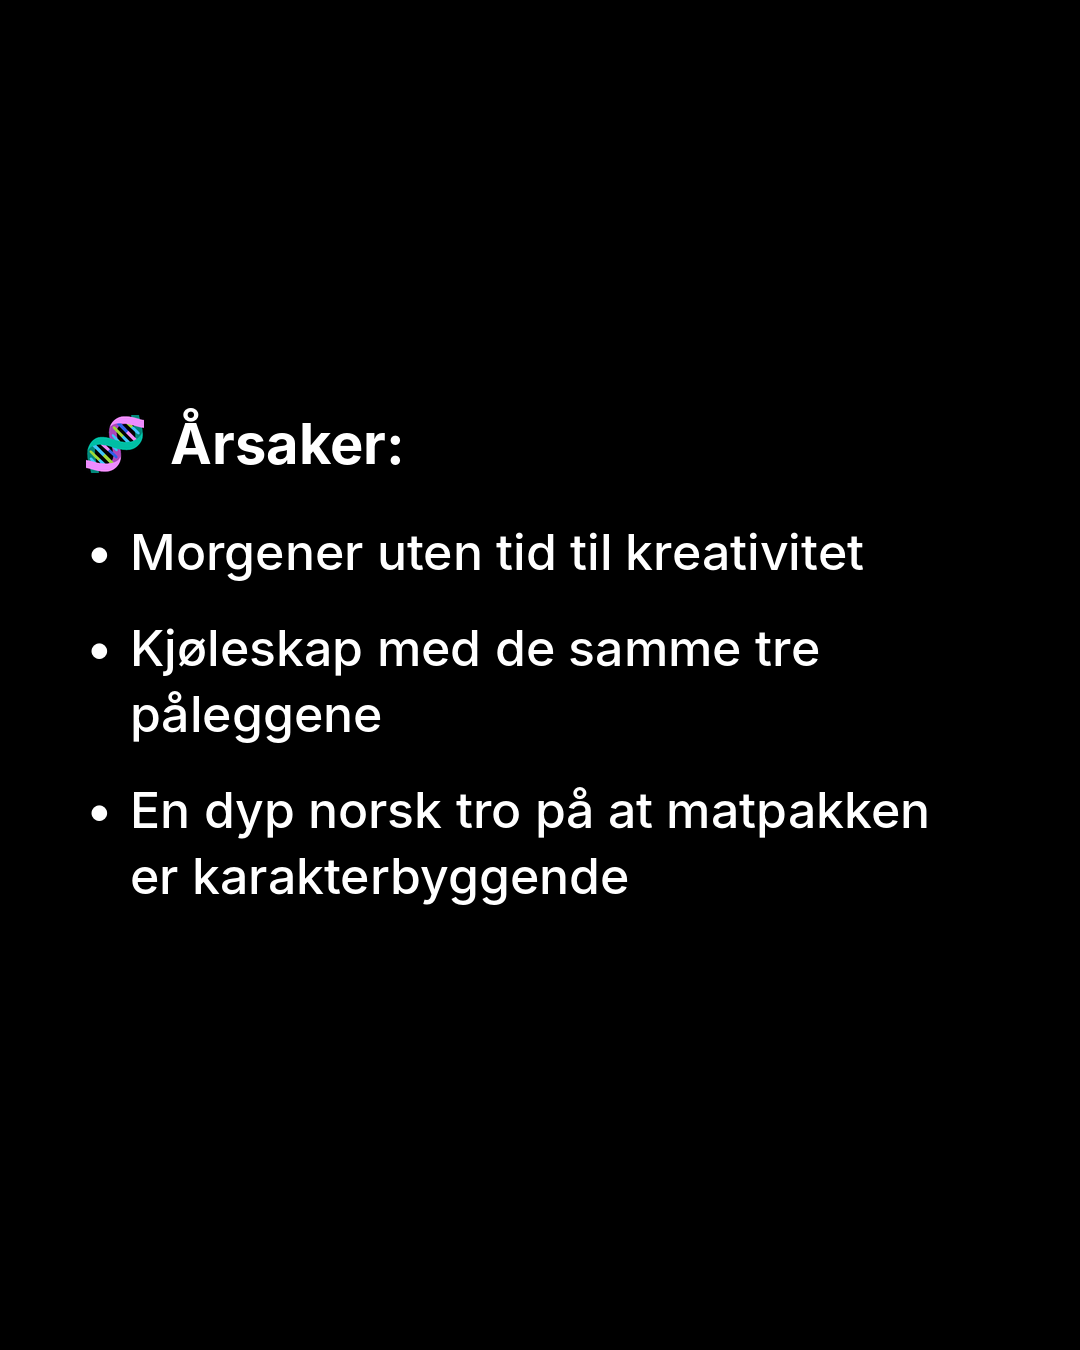 🧬 Årsaker:
• Morgener uten tid til kreativitet
• Kjøleskap med de samme tre
påleggene
• En dyp norsk tro på at matpakken
er karakterbyggende